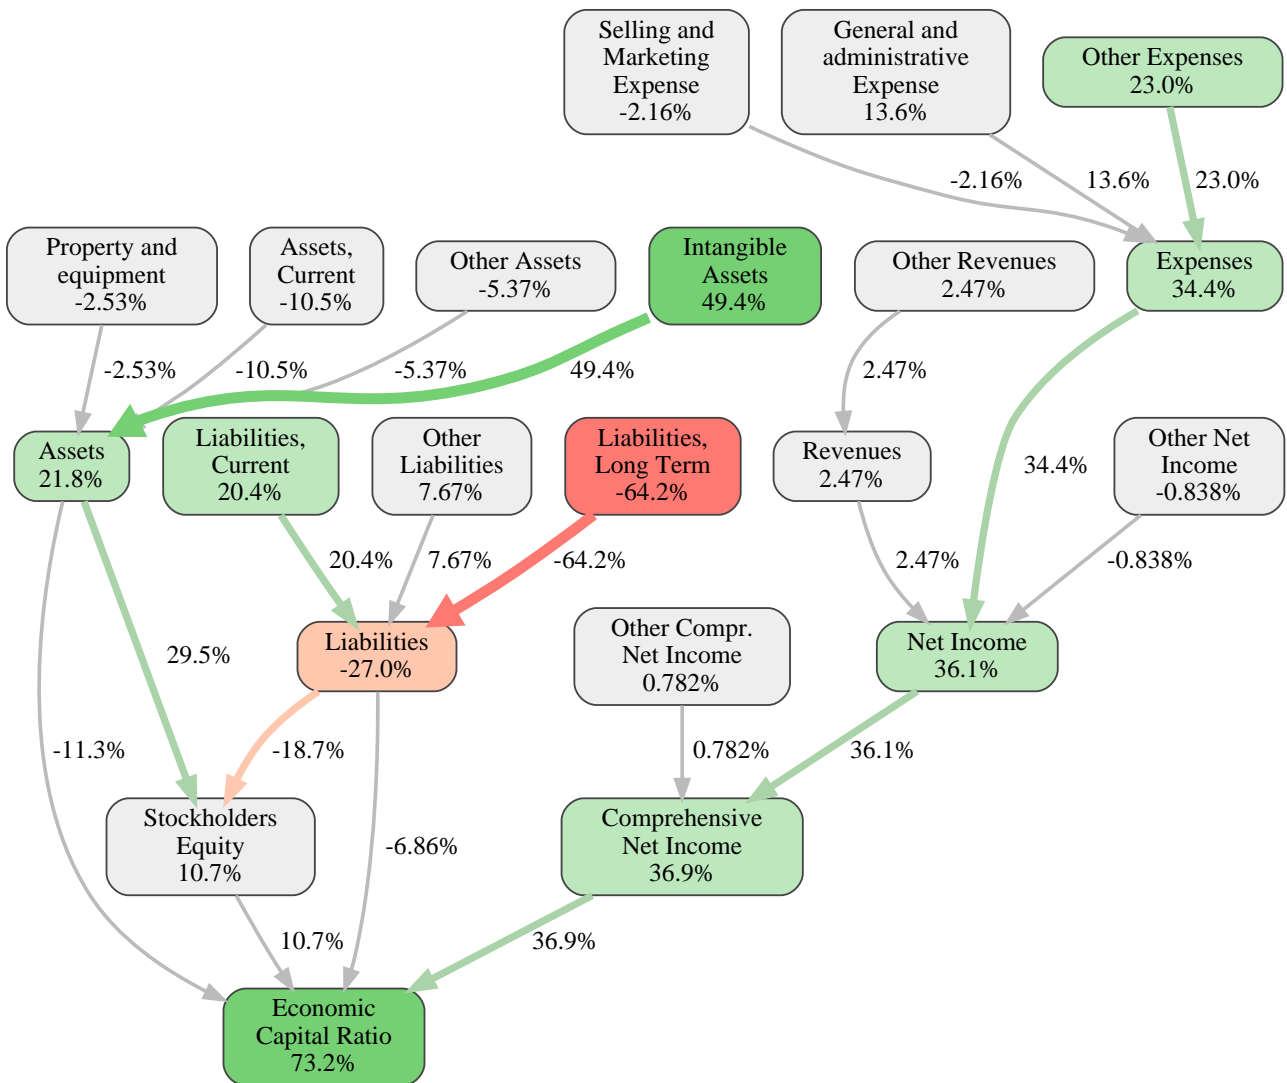 Selling and
Marketing
Expense
-2.16%
General and
administrative
Expense
13.6%
Other Expenses
23.0%
-2.16%
13.6%
23.0%
Property and
equipment
-2.53%
Assets,
Current
-10.5%
Other Assets
-5.37%
Intangible
Assets
49.4%
Other Revenues
2.47%
Expenses
34.4%
-2.53%
-10.5%
-5.37%
49.4%
2.47%
Assets
21.8%
Liabilities,
Current
20.4%
Other
Liabilities
7.67%
Liabilities,
Long Term
-64.2%
Revenues
2.47%
34.4%
Other Net
Income
-0.838%
20.4%
7.67%
-64.2%
2.47%
-0.838%
29.5%
Liabilities
-27.0%
Other Compr.
Net Income
0.782%
Net Income
36.1%
-11.3%
-18.7%
0.782%
36.1%
Stockholders
Equity
10.7%
-6.86%
Comprehensive
Net Income
36.9%
10.7%
36.9%
Economic
Capital Ratio
73.2%